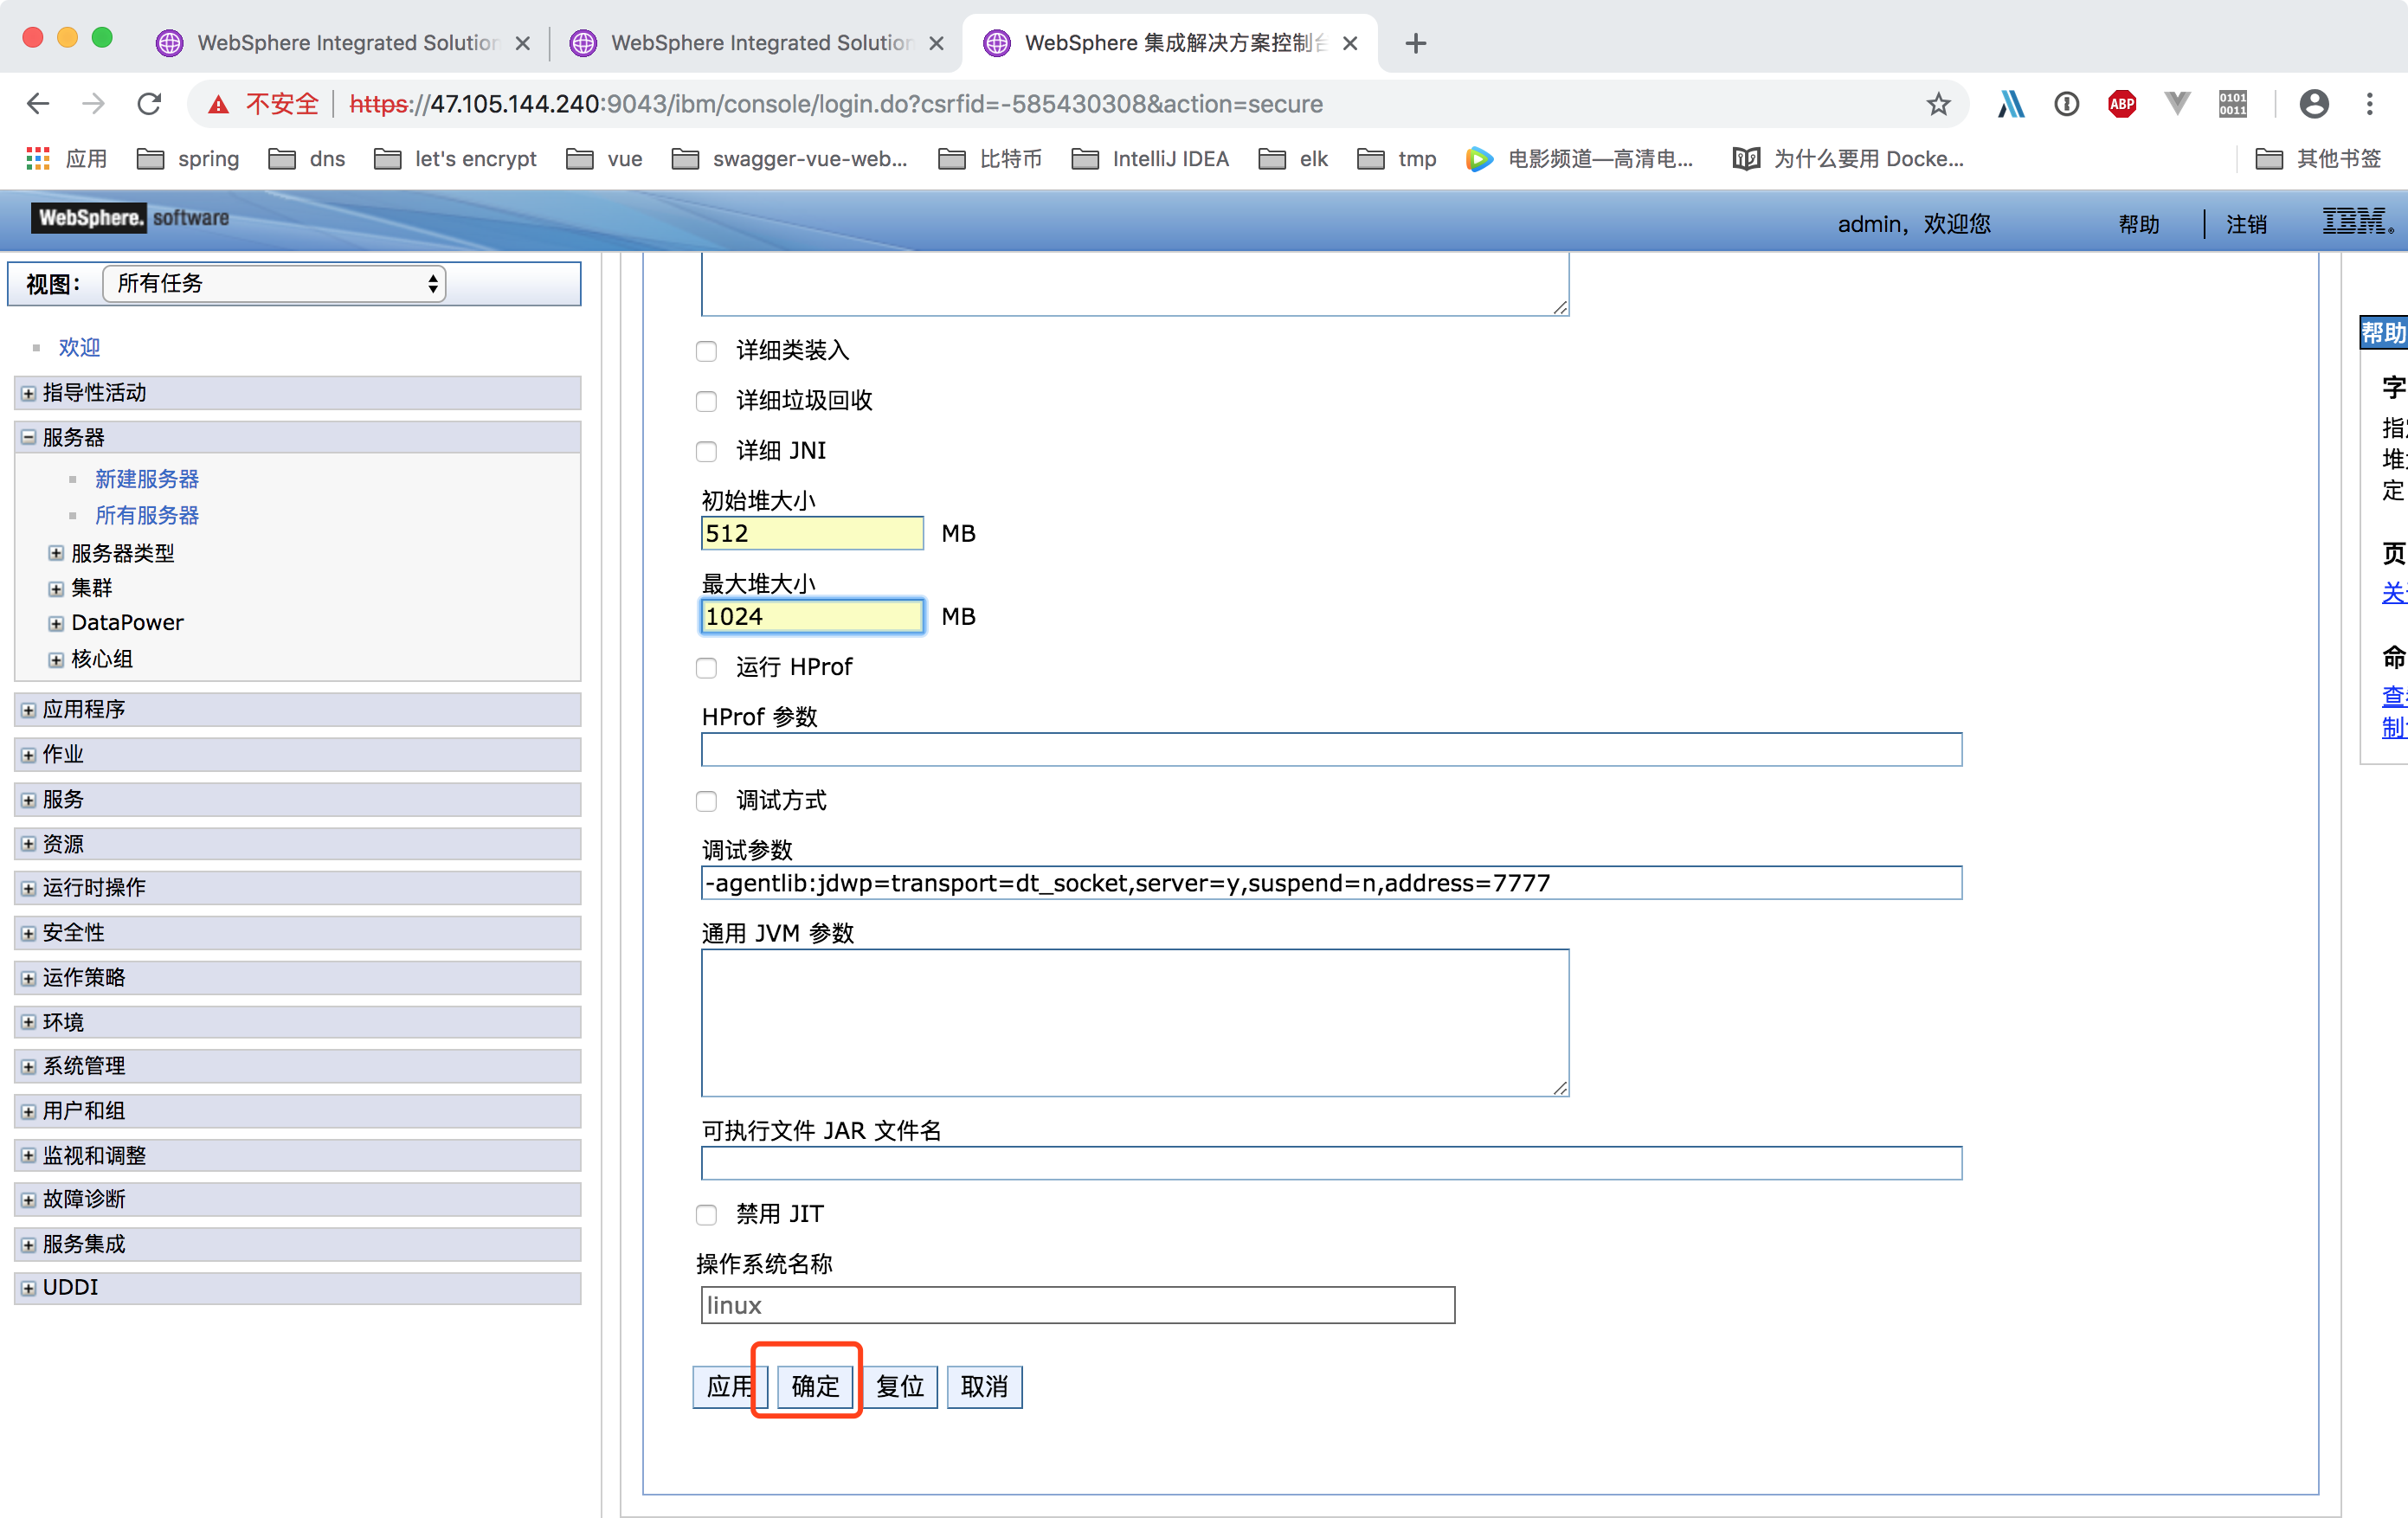 WebSphere Integrated Solution
WebSphere Integrated Solution
WebSphere 集成解决方案控制台
不安全 https://47.105.144.240:9043/ibm/console/login.do?csrfid=-585430308&action=secure
ABP
0101
0011
应用 spring dns let's encrypt vue swagger-vue-web... 比特币 IntelliJ IDEA elk tmp 电影频道—高清电... 为什么要用 Docke... 其他书签
WebSphere. software
admin，欢迎您 帮助 注销 IBM.
视图： 所有任务
欢迎
指导性活动
服务器
新建服务器
所有服务器
服务器类型
集群
DataPower
核心组
应用程序
作业
服务
资源
运行时操作
安全性
运作策略
环境
系统管理
用户和组
监视和调整
故障诊断
服务集成
UDDI
详细类装入
详细垃圾回收
详细 JNI
初始堆大小
512 MB
最大堆大小
1024 MB
运行 HProf
HProf 参数
调试方式
调试参数
-agentlib:jdwp=transport=dt_socket,server=y,suspend=n,address=7777
通用 JVM 参数
可执行文件 JAR 文件名
禁用 JIT
操作系统名称
linux
应用 确定 复位 取消
帮助
字
指
堆
定
页
关
命
查
制